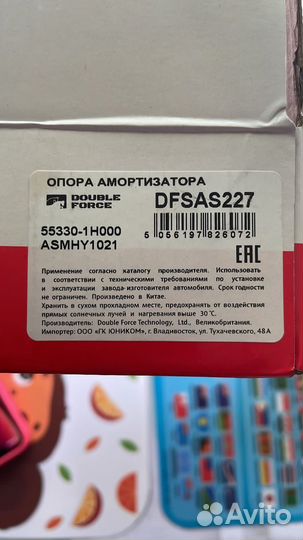 ОПОРА АМОРТИЗАТОРА
DOUBLE FORCE
DFSAS227
55330-1H000
ASMHY1021
5 056197 826072
EAC
Применение согласно каталогу производителя. Использовать
в соответствии с техническими требованиями по установке
и эксплуатации завода-изготовителя автомобиля. Срок годности
не ограничен. Произведено в Китае.
Хранить в сухом прохладном месте, предохранять от воздействия
прямых солнечных лучей и нагревания выше 30°С.
Производитель: Double Force Technology, Ltd., Великобритания.
Импортер: ООО «ГК ЮНИКОМ», г. Владивосток, ул. Тухачевского, 48А
Avito